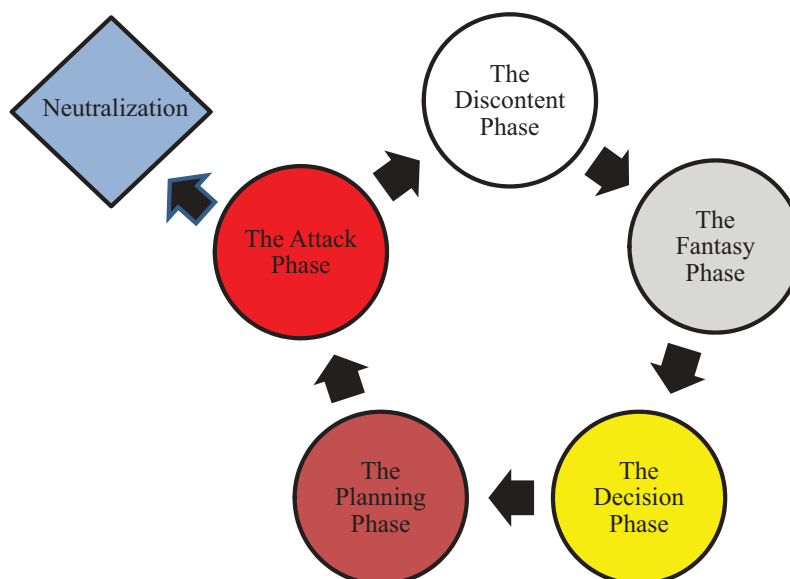 Neutralization
The
Discontent
Phase
The
Fantasy
Phase
The
Decision
Phase
The
Planning
Phase
The Attack
Phase